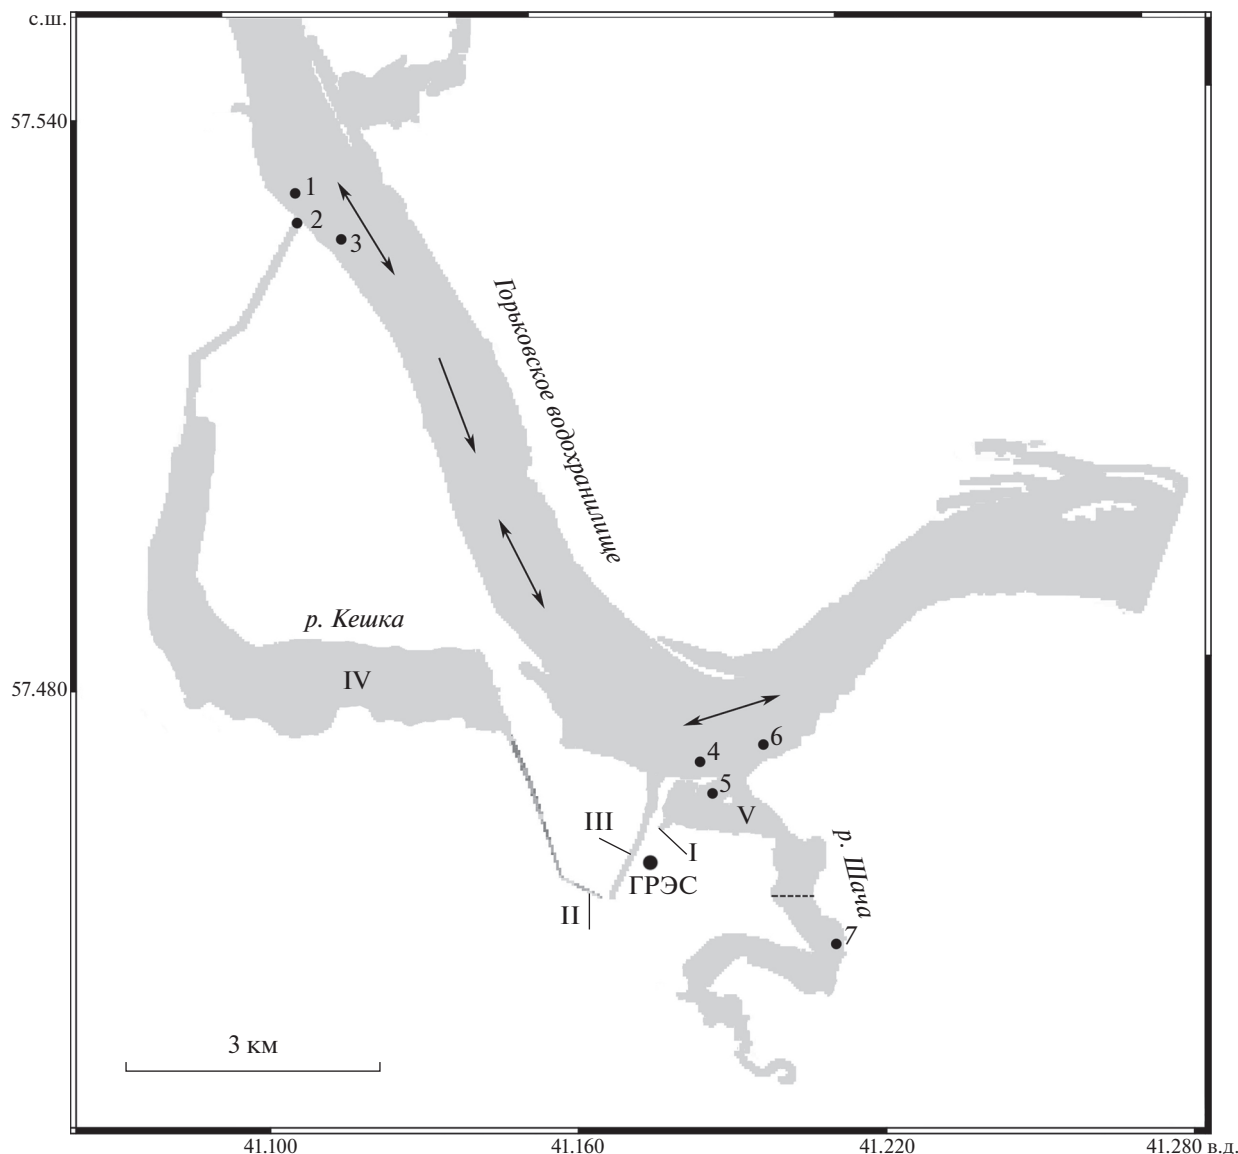 с.ш.
57.540
1
2
3
Горьковское водохранилище
р. Кешка
IV
57.480
6
4
5
V
III
I
р. Шача
ГРЭС
II
7
3 км
41.100
41.160
41.220
41.280 в.д.